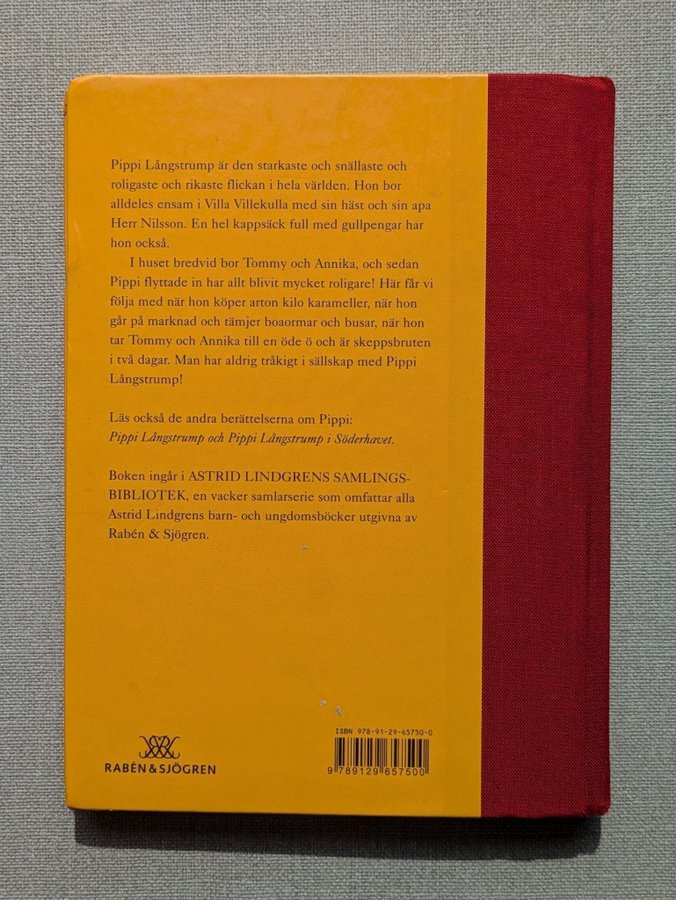 Pippi Långstrump är den starkaste och snällaste och
roligaste och rikaste flickan i hela världen. Hon bor
alldeles ensam i Villa Villekulla med sin häst och sin apa
Herr Nilsson. En hel kappsäck full med gullpengar har
hon också.
I huset bredvid bor Tommy och Annika, och sedan
Pippi flyttade in har allt blivit mycket roligare! Här får vi
följa med när hon köper arton kilo karameller, när hon
går på marknad och tämjer boaormar och busar, när hon
tar Tommy och Annika till en öde ö och är skeppsbruten
i två dagar. Man har aldrig tråkigt i sällskap med Pippi
Långstrump!
Läs också de andra berättelserna om Pippi:
Pippi Långstrump och Pippi Långstrump i Söderhavet.
Boken ingår i ASTRID LINDGRENS SAMLINGS-
BIBLIOTEK, en vacker samlarserie som omfattar alla
Astrid Lindgrens barn- och ungdomsböcker utgivna av
Rabén & Sjögren.
RABÉN & SJÖGREN
ISBN 978-91-29-65750-0
9 789129 657500